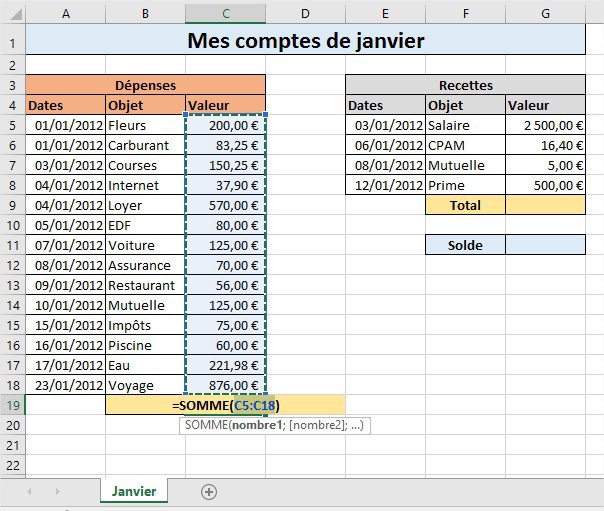 A B C D E F G
1 Mes comptes de janvier
2
3 Dépenses Recettes
4 Dates Objet Valeur Dates Objet Valeur
5 01/01/2012 Fleurs 200,00 € 03/01/2012 Salaire 2 500,00 €
6 01/01/2012 Carburant 83,25 € 06/01/2012 CPAM 16,40 €
7 03/01/2012 Courses 150,25 € 08/01/2012 Mutuelle 5,00 €
8 04/01/2012 Internet 37,90 € 12/01/2012 Prime 500,00 €
9 04/01/2012 Loyer 570,00 € Total
10 05/01/2012 EDF 80,00 €
11 07/01/2012 Voiture 125,00 € Solde
12 08/01/2012 Assurance 70,00 €
13 09/01/2012 Restaurant 56,00 €
14 10/01/2012 Mutuelle 125,00 €
15 15/01/2012 Impôts 75,00 €
16 16/01/2012 Piscine 60,00 €
17 17/01/2012 Eau 221,98 €
18 23/01/2012 Voyage 876,00 €
19 =SOMME(C5:C18)
20 SOMME(nombre1; [nombre2]; ...)
21
22
Janvier